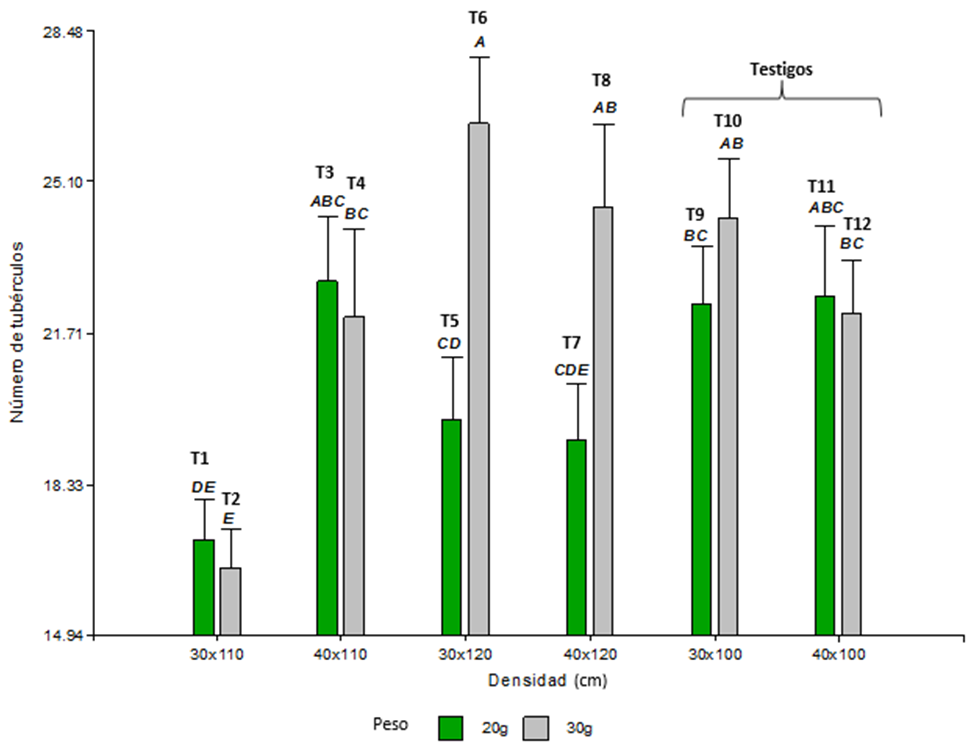 28.48
25.10
21.71
18.33
14.94
Número de tubérculos
T1
DE
T2
E
T3
ABC
T4
BC
T5
CD
T6
A
T7
CDE
T8
AB
Testigos
T9
BC
T10
AB
T11
ABC
T12
BC
30x110 40x110 30x120 40x120 30x100 40x100
Densidad (cm)
Peso 20g 30g